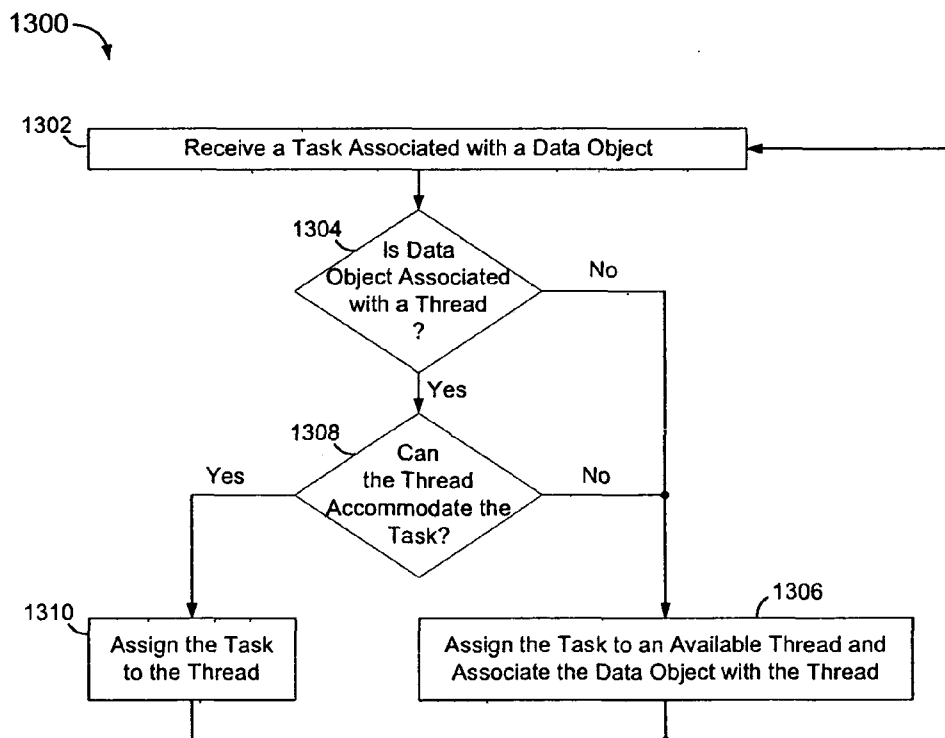 1300
1302
Receive a Task Associated with a Data Object
1304
Is Data
Object Associated
with a Thread
?
No
Yes
1308
Can
the Thread
Accommodate the
Task?
Yes
No
1310
Assign the Task
to the Thread
1306
Assign the Task to an Available Thread and
Associate the Data Object with the Thread